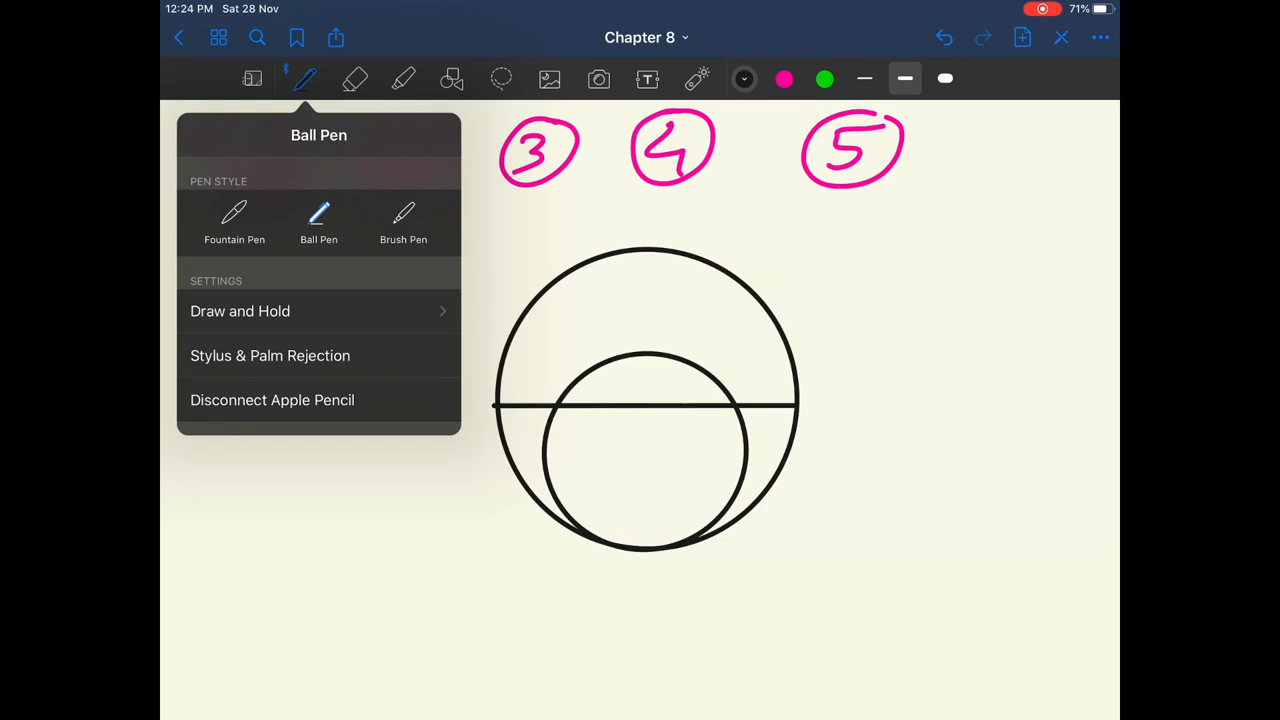 12:24 PM Sat 28 Nov 71%
Chapter 8
T
Ball Pen
3 4 5
PEN STYLE
Fountain Pen Ball Pen Brush Pen
SETTINGS
Draw and Hold
Stylus & Palm Rejection
Disconnect Apple Pencil